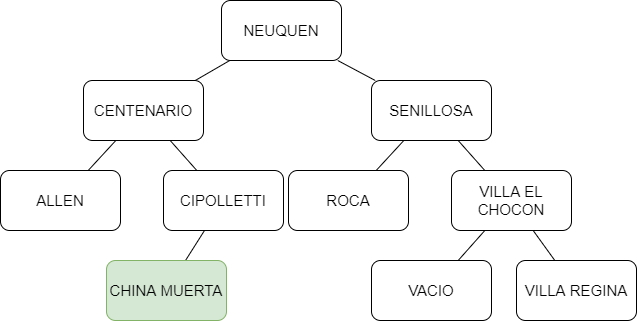 NEUQUEN
CENTENARIO
SENILLOSA
ALLEN
CIPOLLETTI
ROCA
VILLA EL
CHOCON
CHINA MUERTA
VACIO
VILLA REGINA